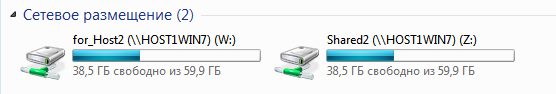 Сетевое размещение (2)
for_Host2 (\\HOST1WIN7) (W:)
38,5 ГБ свободно из 59,9 ГБ
Shared2 (\\HOST1WIN7) (Z:)
38,5 ГБ свободно из 59,9 ГБ